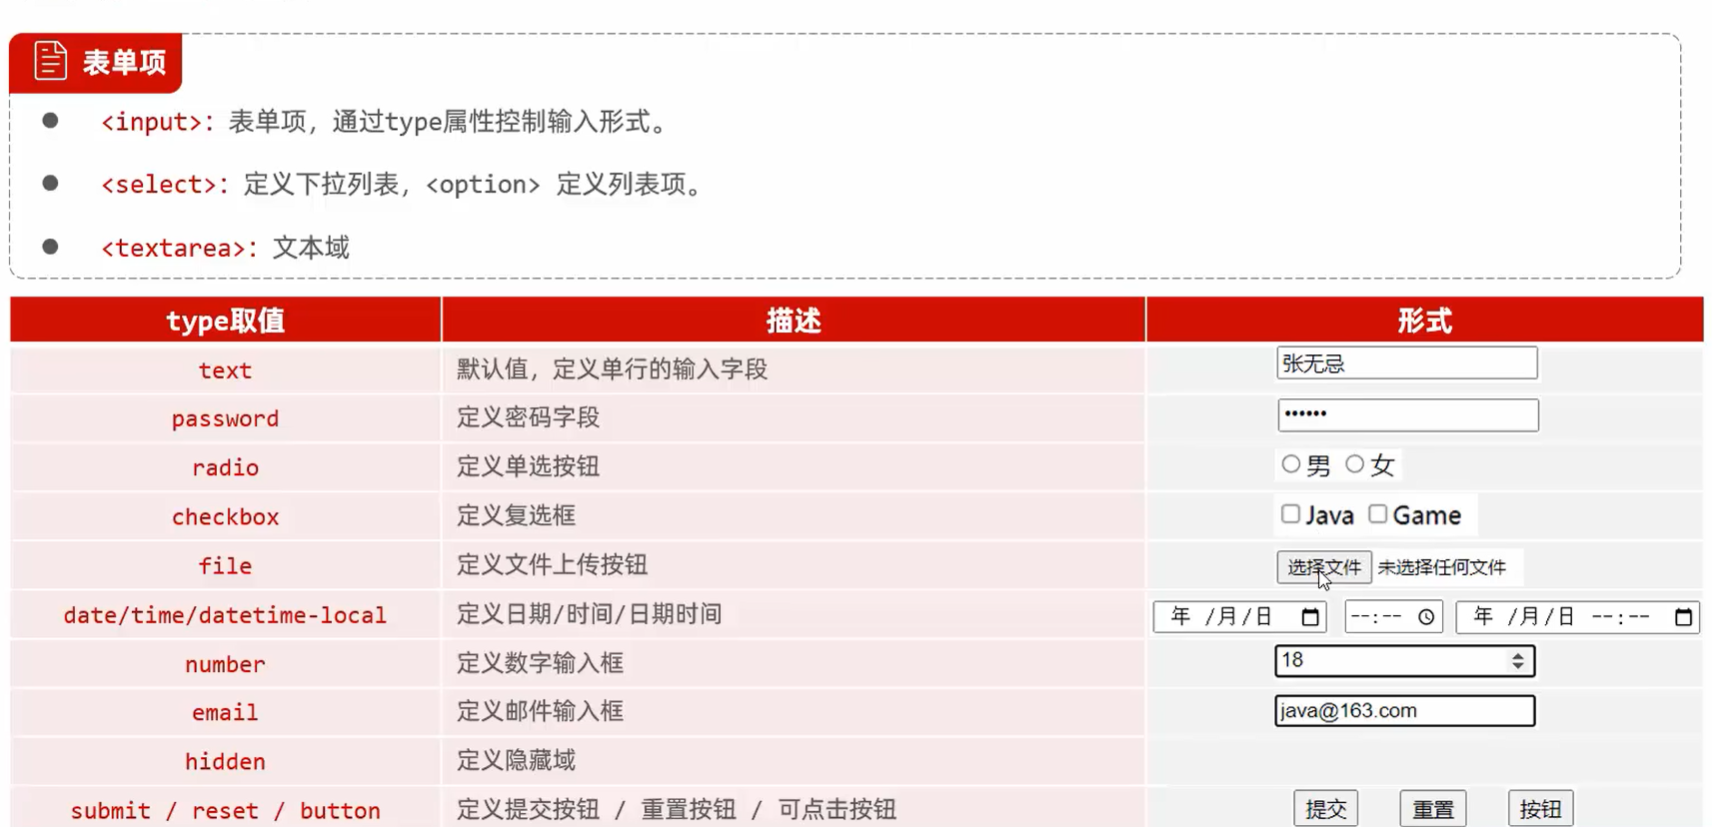 表单项
<input>：表单项，通过type属性控制输入形式。
<select>：定义下拉列表，<option> 定义列表项。
<textarea>：文本域
type取值 描述 形式
text 默认值，定义单行的输入字段 张无忌
password 定义密码字段 ••••••
radio 定义单选按钮 男 女
checkbox 定义复选框 Java Game
file 定义文件上传按钮 选择文件 未选择任何文件
date/time/datetime-local 定义日期/时间/日期时间 年 /月/日 --:-- 年 /月/日 --:--
number 定义数字输入框 18
email 定义邮件输入框 java@163.com
hidden 定义隐藏域
submit / reset / button 定义提交按钮 / 重置按钮 / 可点击按钮 提交 重置 按钮